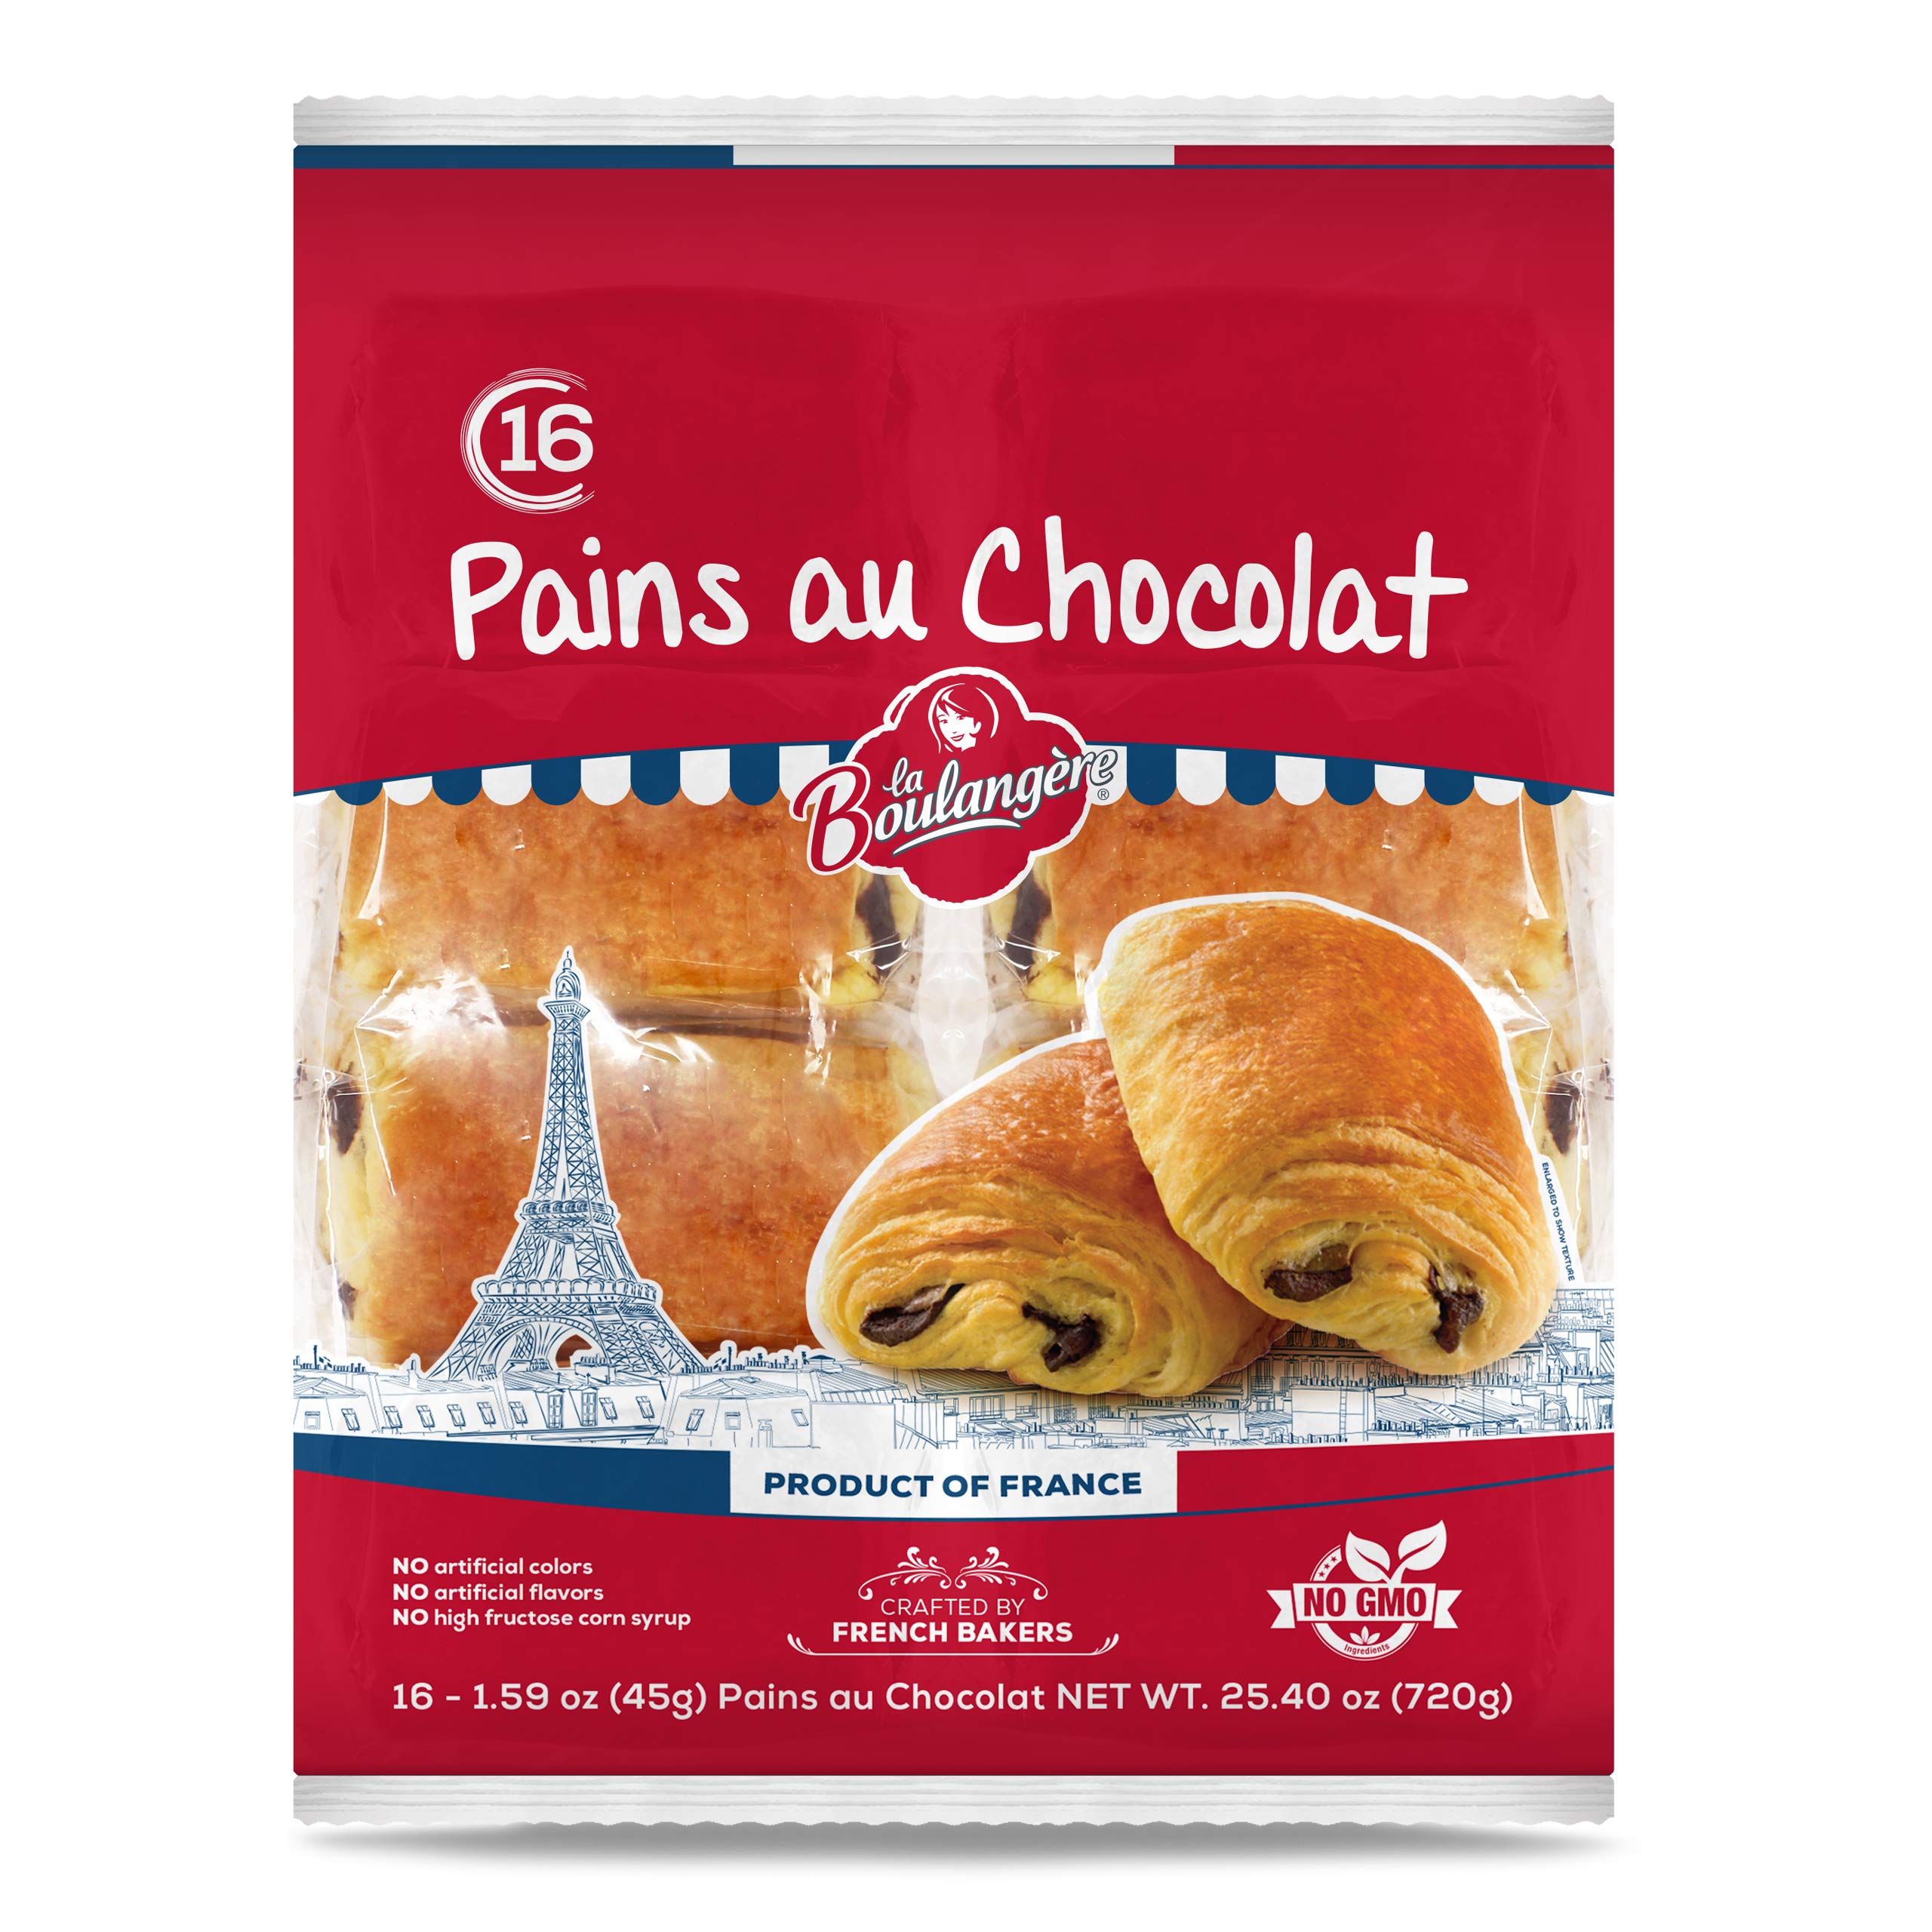 16
Pains au Chocolat
la
Boulangère
®
ENLARGED TO SHOW TEXTURE
PRODUCT OF FRANCE
NO artificial colors
NO artificial flavors
NO high fructose corn syrup
CRAFTED BY
FRENCH BAKERS
NO GMO
Ingredients
16 - 1.59 oz (45g) Pains au Chocolat NET WT. 25.40 oz (720g)